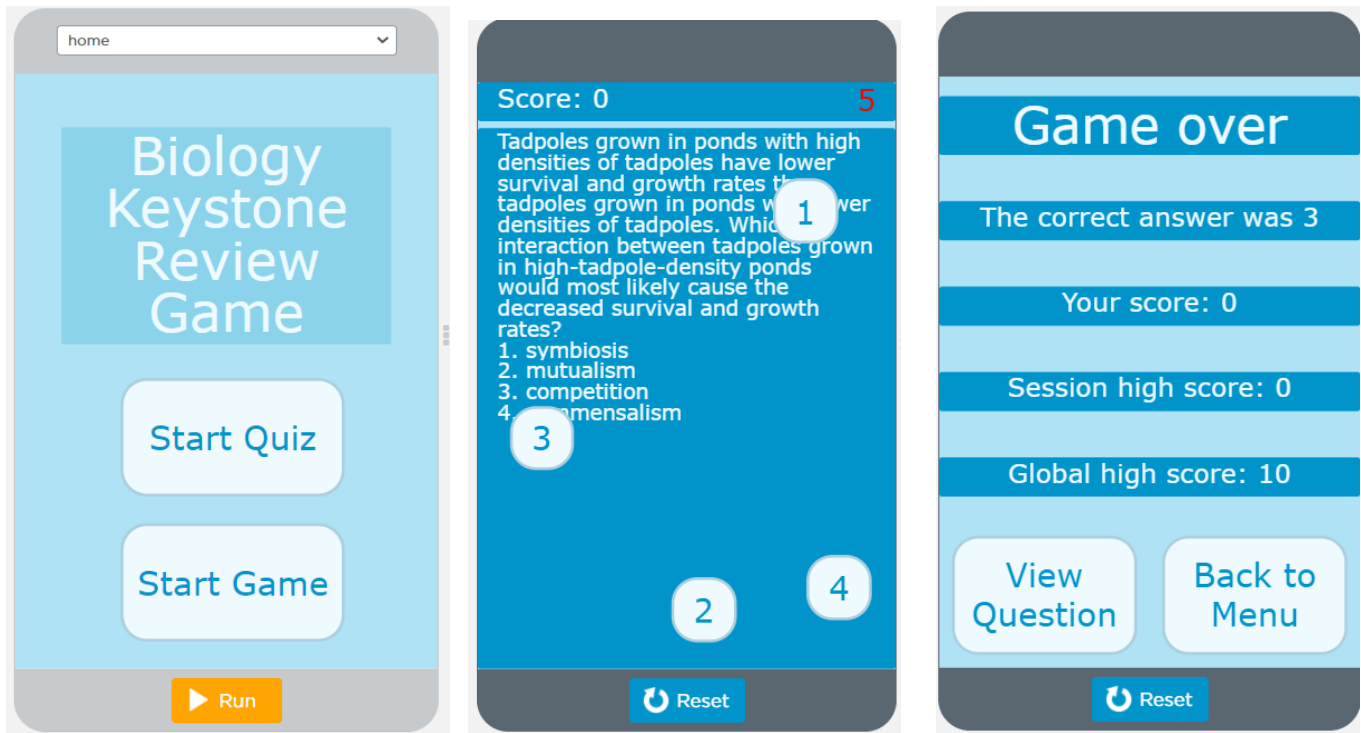 home
Biology
Keystone
Review
Game
Start Quiz
Start Game
Run
Score: 0 5
Tadpoles grown in ponds with high
densities of tadpoles have lower
survival and growth rates
tadpoles grown in ponds
densities of tadpoles.
interaction between tadpoles grown
in high-tadpole-density ponds
would most likely cause the
decreased survival and growth
rates?
1. symbiosis
2. mutualism
3. competition
4.
1
3
2
4
Reset
Game over
The correct answer was 3
Your score: 0
Session high score: 0
Global high score: 10
View
Question
Back to
Menu
Reset